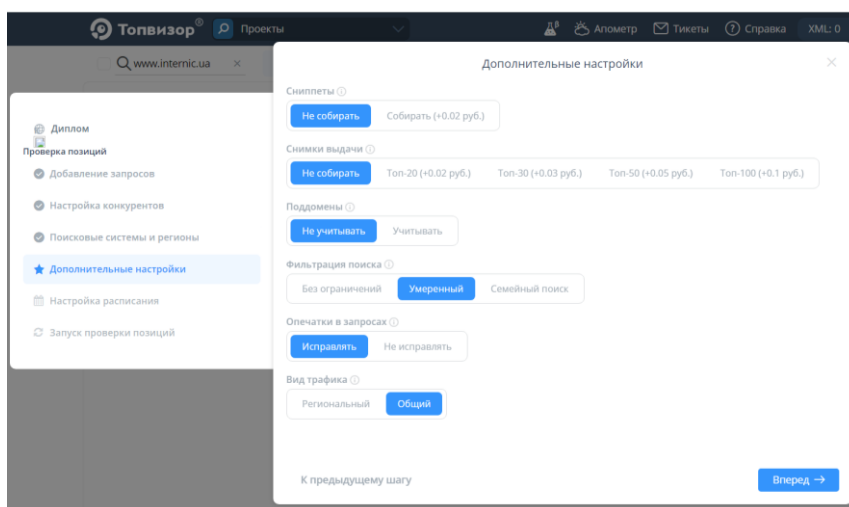 Топвизор® Проекты Апометр Тикеты Справка XML: 0
www.internic.ua ×
Диплом
Проверка позиций
Добавление запросов
Настройка конкурентов
Поисковые системы и регионы
Дополнительные настройки
Настройка расписания
Запуск проверки позиций
Дополнительные настройки
Сниппеты
Не собирать Собирать (+0.02 руб.)
Снимки выдачи
Не собирать Топ-20 (+0.02 руб.) Топ-30 (+0.03 руб.) Топ-50 (+0.05 руб.) Топ-100 (+0.1 руб.)
Поддомены
Не учитывать Учитывать
Фильтрация поиска
Без ограничений Умеренный Семейный поиск
Опечатки в запросах
Исправлять Не исправлять
Вид трафика
Региональный Общий
К предыдущему шагу Вперед →